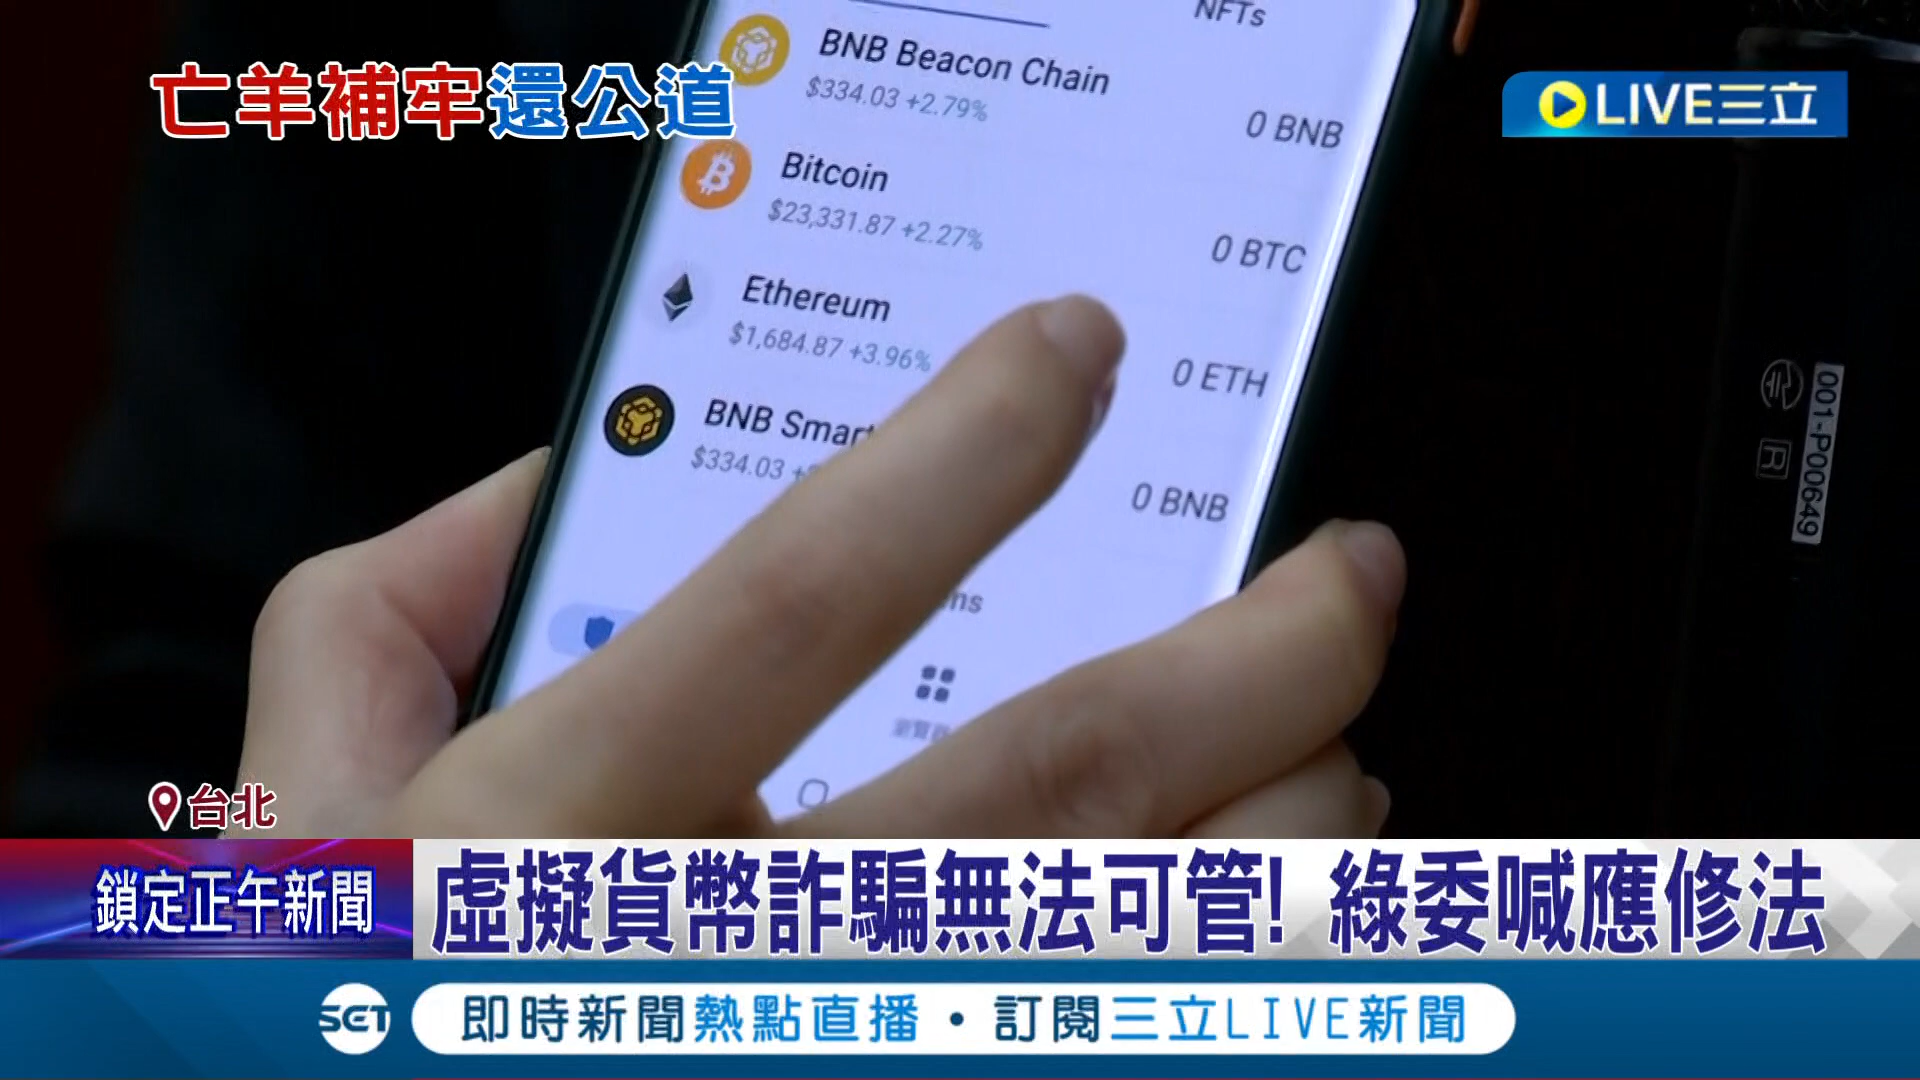 NFTs
亡羊補牢還公道
LIVE三立
BNB Beacon Chain
$334.03 +2.79%
0 BNB
Bitcoin
$23,331.87 +2.27%
0 BTC
Ethereum
$1,684.87 +3.96%
0 ETH
BNB Smart
$334.03
0 BNB
001-P00649
R
台北
鎖定正午新聞
虛擬貨幣詐騙無法可管! 綠委喊應修法
SET
即時新聞熱點直播・訂閱三立LIVE新聞